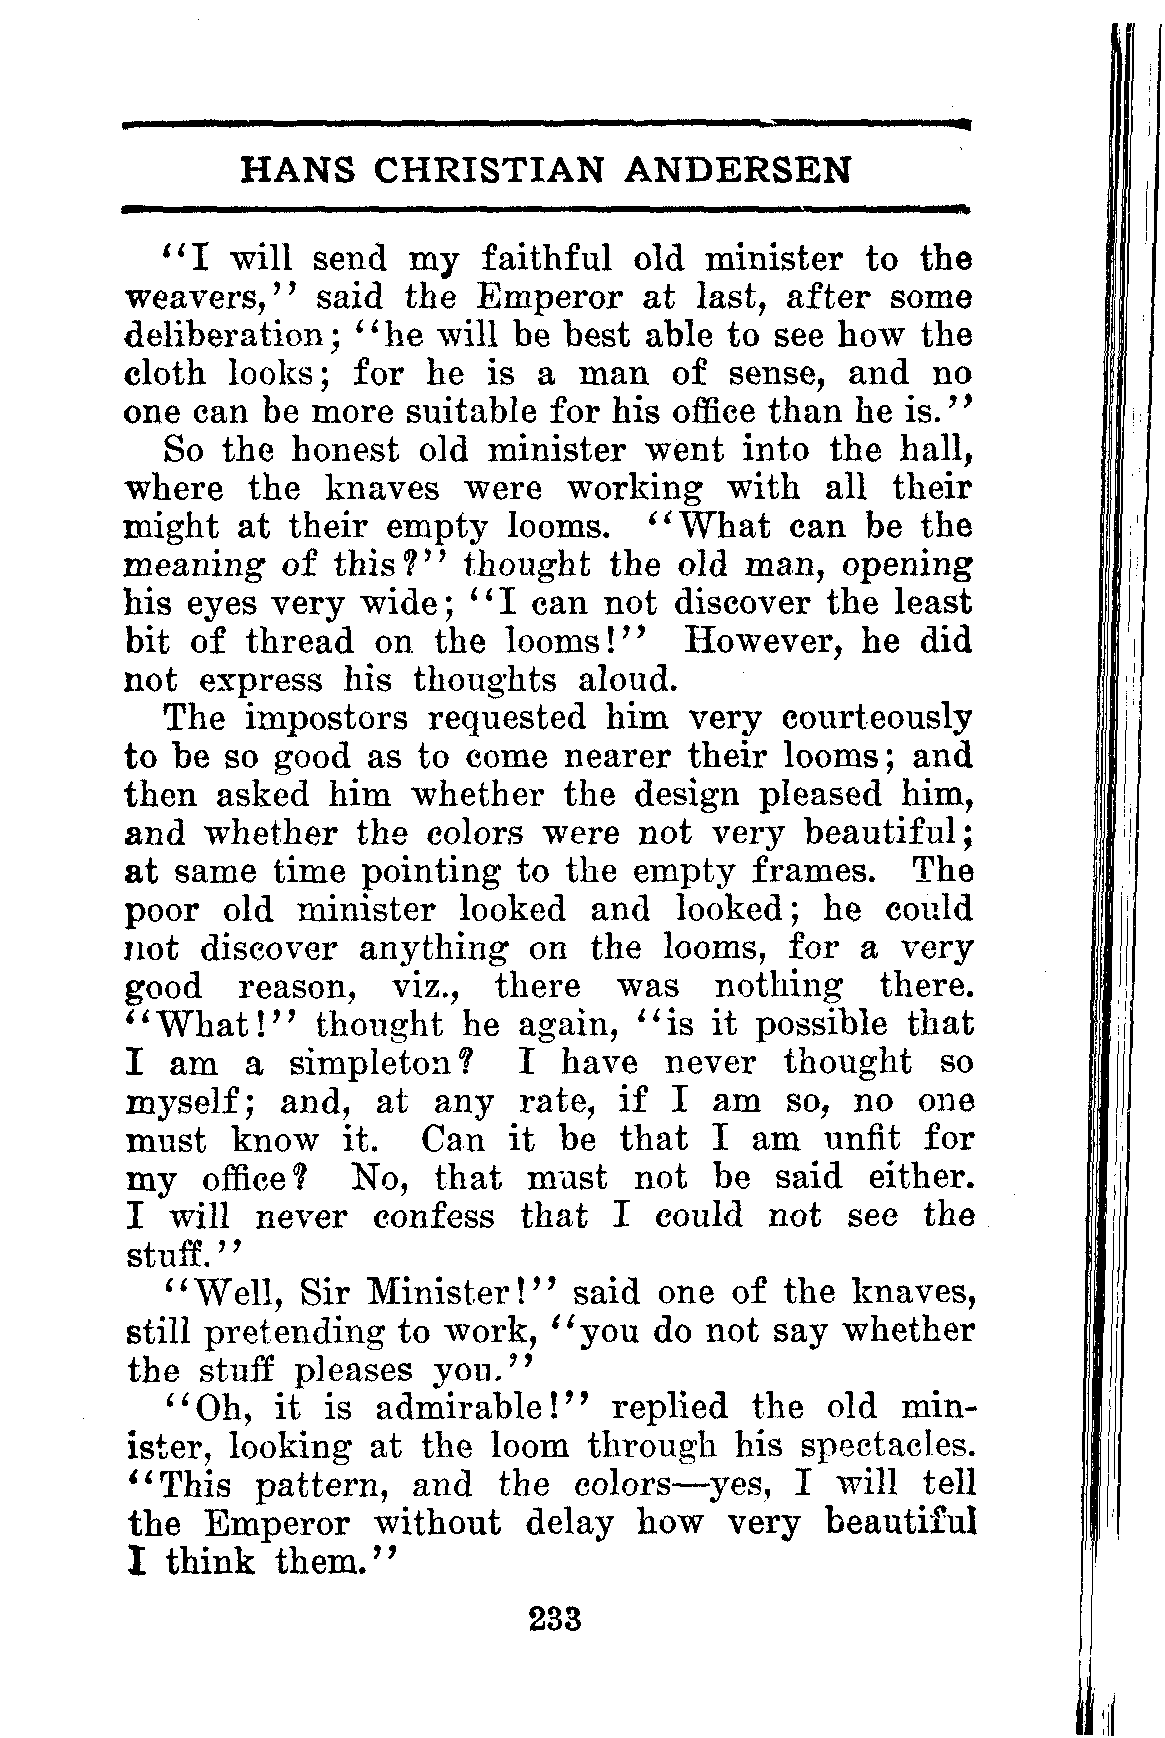 HANS CHRISTIAN ANDERSEN
"I will send my faithful old minister to the
weavers," said the Emperor at last, after some
deliberation; "he will be best able to see how the
cloth looks; for he is a man of sense, and no
one can be more suitable for his office than he is."
So the honest old minister went into the hall,
where the knaves were working with all their
might at their empty looms. "What can be the
meaning of this?" thought the old man, opening
his eyes very wide; "I can not discover the least
bit of thread on the looms!" However, he did
not express his thoughts aloud.
The impostors requested him very courteously
to be so good as to come nearer their looms; and
then asked him whether the design pleased him,
and whether the colors were not very beautiful;
at same time pointing to the empty frames. The
poor old minister looked and looked; he could
not discover anything on the looms, for a very
good reason, viz., there was nothing there.
"What!" thought he again, "is it possible that
I am a simpleton? I have never thought so
myself; and, at any rate, if I am so, no one
must know it. Can it be that I am unfit for
my office? No, that must not be said either.
I will never confess that I could not see the
stuff."
"Well, Sir Minister!" said one of the knaves,
still pretending to work, "you do not say whether
the stuff pleases you."
"Oh, it is admirable!" replied the old min-
ister, looking at the loom through his spectacles.
"This pattern, and the colors—yes, I will tell
the Emperor without delay how very beautiful
I think them."
233